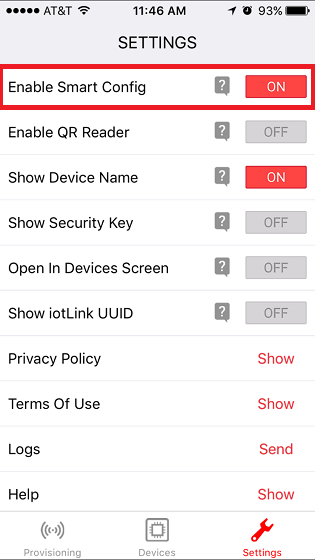 AT&T 11:46 AM 93%
SETTINGS
Enable Smart Config ? ON
Enable QR Reader ? OFF
Show Device Name ? ON
Show Security Key ? OFF
Open In Devices Screen ? OFF
Show iotLink UUID ? OFF
Privacy Policy Show
Terms Of Use Show
Logs Send
Help Show
Provisioning Devices Settings